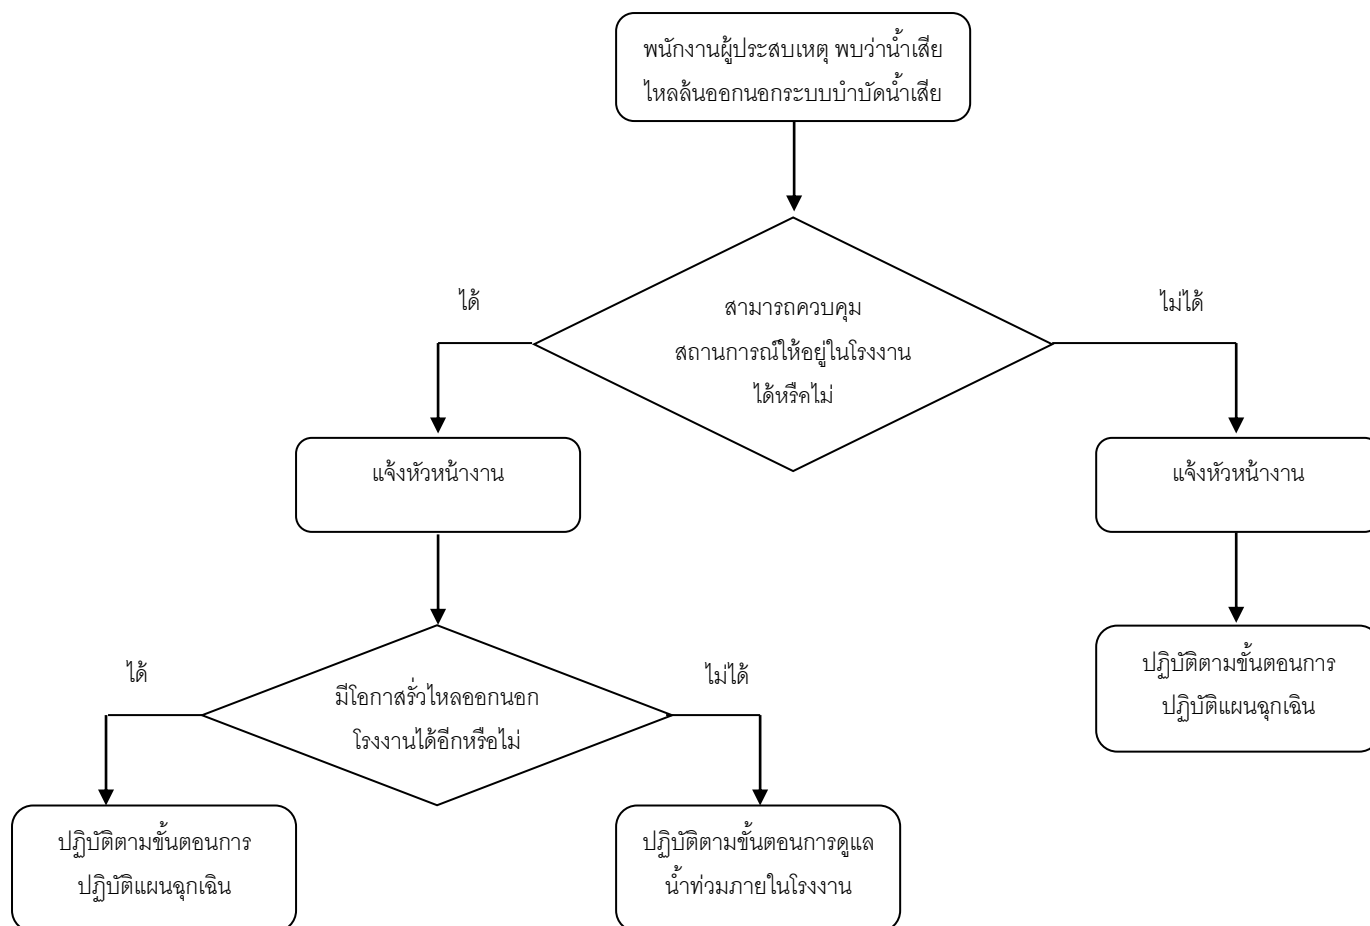 พนักงานผู้ประสบเหตุ พบว่าน้ำเสีย
ไหลล้นออกนอกระบบบำบัดน้ำเสีย
ได้
ไม่ได้
สามารถควบคุม
สถานการณ์ให้อยู่ในโรงงาน
ได้หรือไม่
แจ้งหัวหน้างาน
แจ้งหัวหน้างาน
ได้
ไม่ได้
มีโอกาสรั่วไหลออกนอก
โรงงานได้อีกหรือไม่
ปฏิบัติตามขั้นตอนการ
ปฏิบัติแผนฉุกเฉิน
ปฏิบัติตามขั้นตอนการ
ปฏิบัติแผนฉุกเฉิน
ปฏิบัติตามขั้นตอนการดูแล
น้ำท่วมภายในโรงงาน